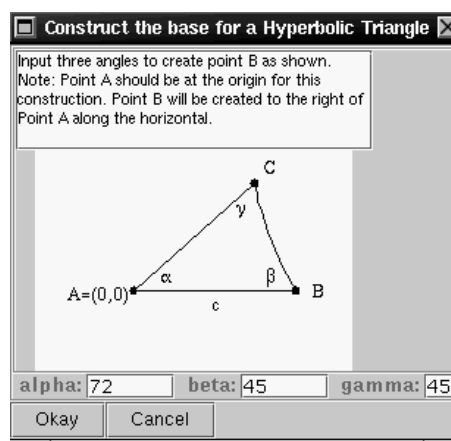 Construct the base for a Hyperbolic Triangle
Input three angles to create point B as shown.
Note: Point A should be at the origin for this
construction. Point B will be created to the right of
Point A along the horizontal.
C
γ
α
β
A=(0,0)
B
c
alpha: 72 beta: 45 gamma: 45
Okay Cancel